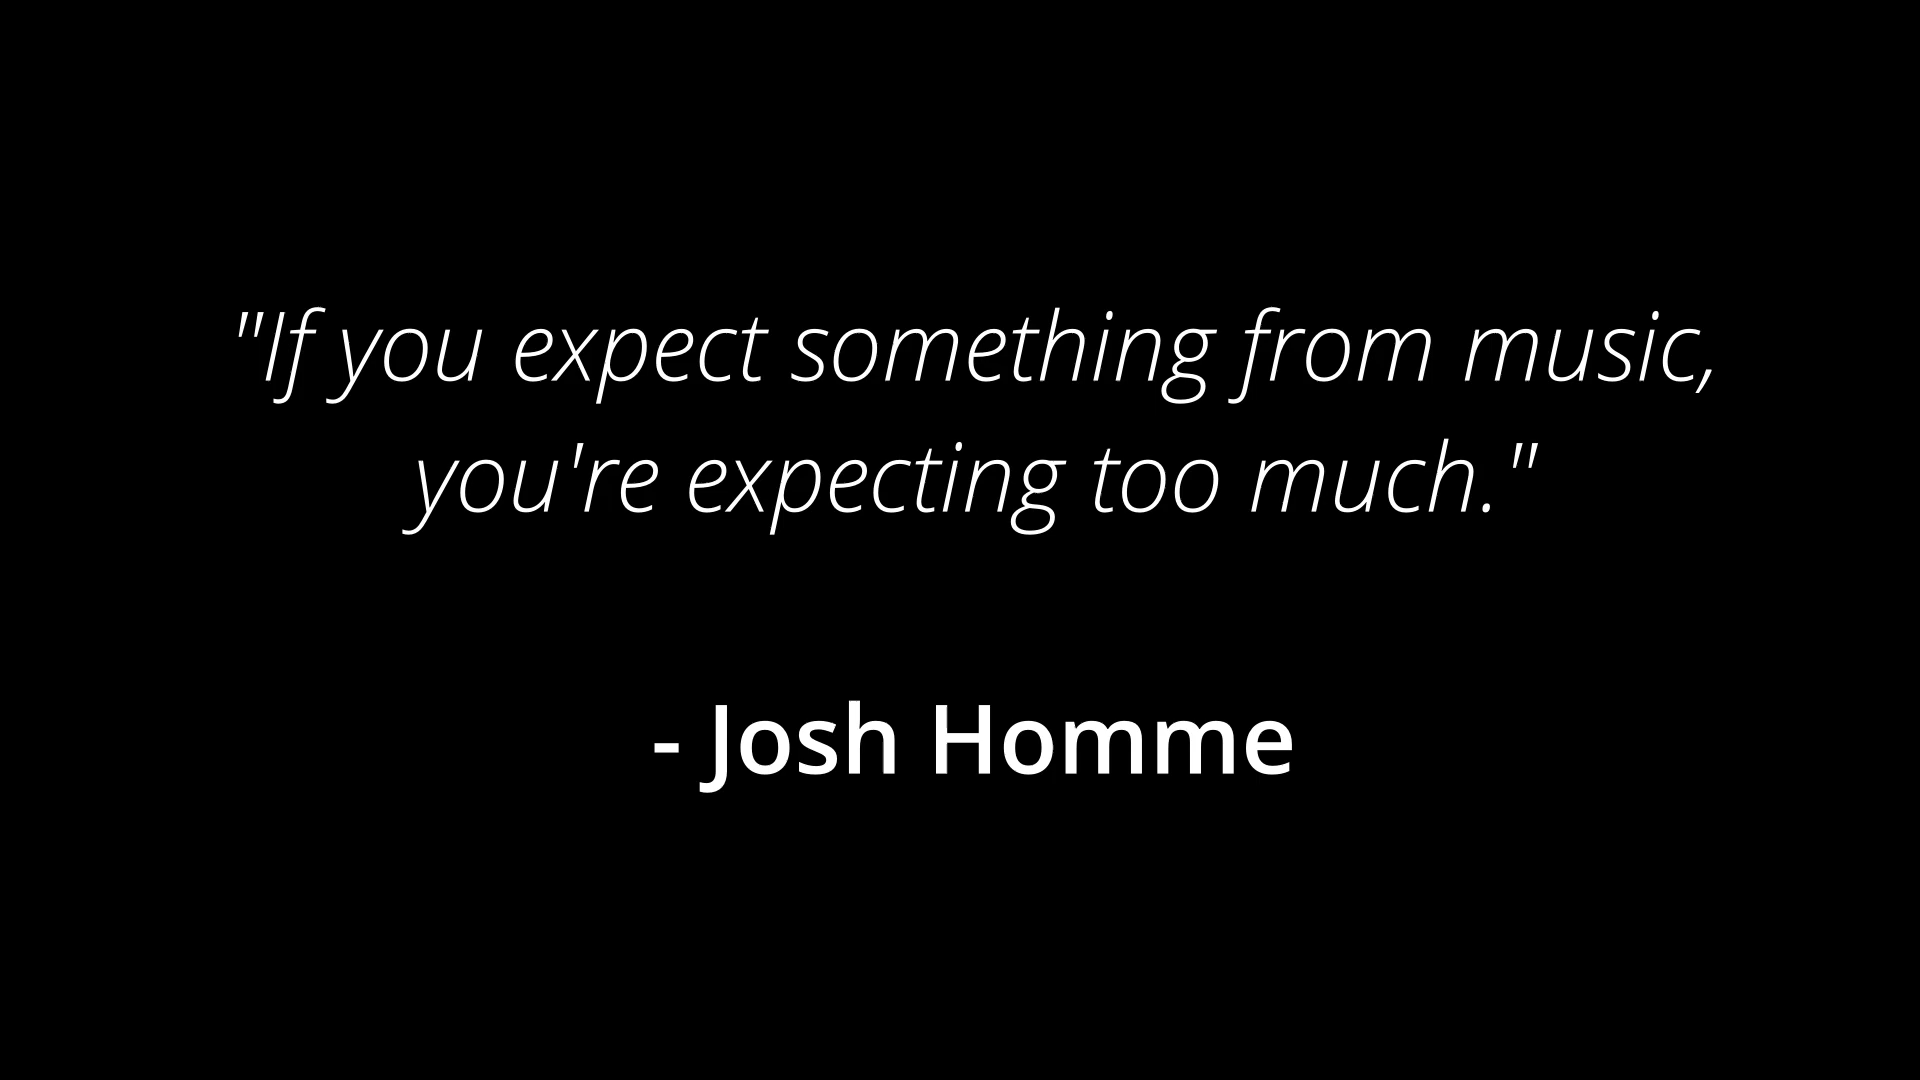 "If you expect something from music,
you're expecting too much."
- Josh Homme